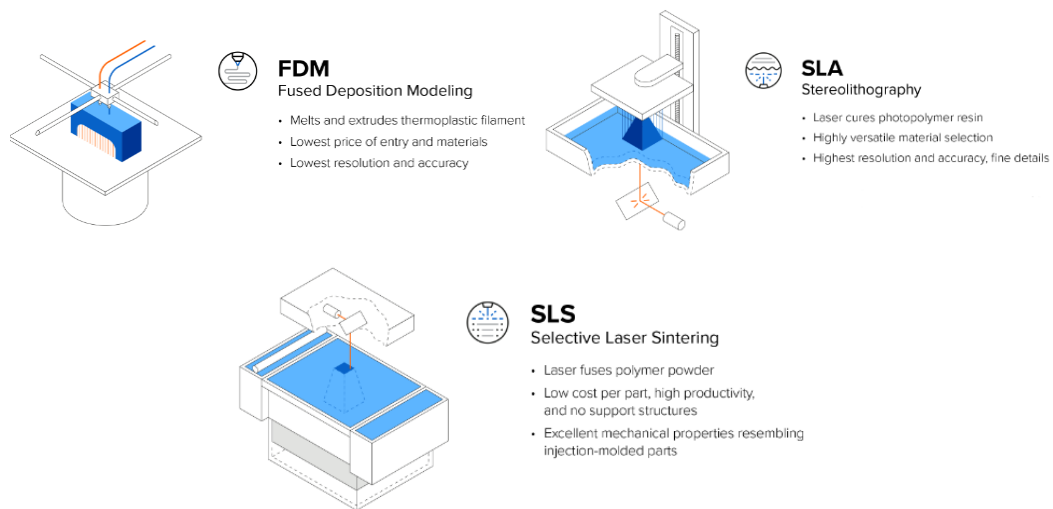 FDM
Fused Deposition Modeling
• Melts and extrudes thermoplastic filament
• Lowest price of entry and materials
• Lowest resolution and accuracy
SLA
Stereolithography
• Laser cures photopolymer resin
• Highly versatile material selection
• Highest resolution and accuracy, fine details
SLS
Selective Laser Sintering
• Laser fuses polymer powder
• Low cost per part, high productivity,
and no support structures
• Excellent mechanical properties resembling
injection-molded parts